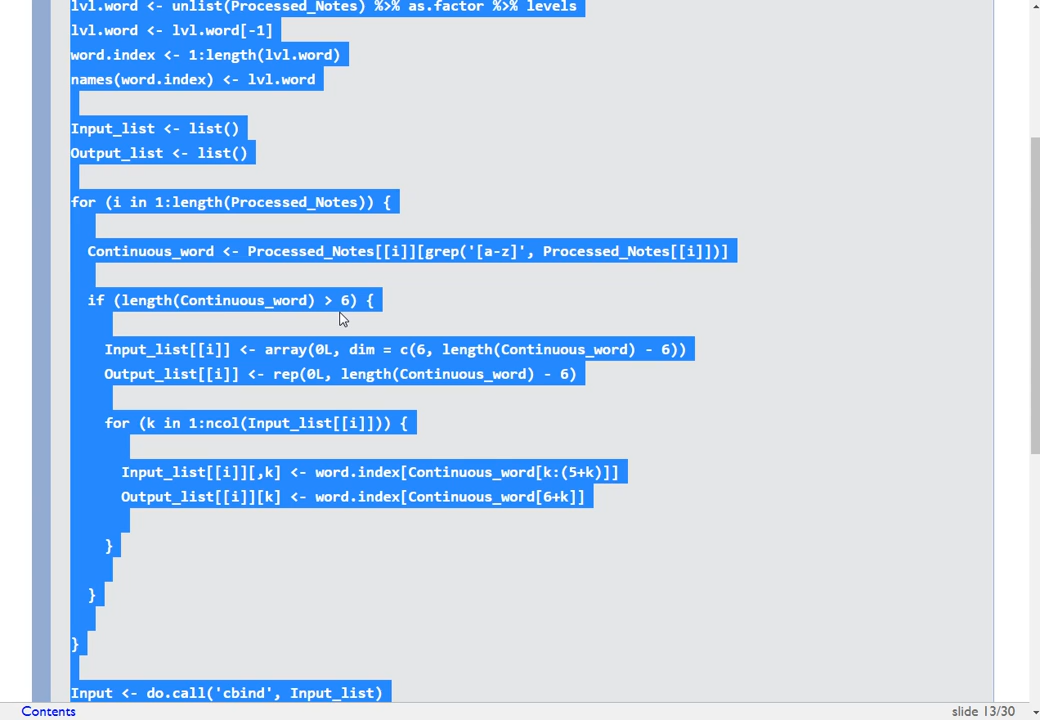 lvl.word <- unlist(Processed_Notes) %>% as.factor %>% levels
lvl.word <- lvl.word[-1]
word.index <- 1:length(lvl.word)
names(word.index) <- lvl.word
Input_list <- list()
Output_list <- list()
for (i in 1:length(Processed_Notes)) {
Continuous_word <- Processed_Notes[[i]][grep('[a-z]', Processed_Notes[[i]])]
if (length(Continuous_word) > 6) {
Input_list[[i]] <- array(0L, dim = c(6, length(Continuous_word) - 6))
Output_list[[i]] <- rep(0L, length(Continuous_word) - 6)
for (k in 1:ncol(Input_list[[i]])) {
Input_list[[i]][,k] <- word.index[Continuous_word[k:(5+k)]]
Output_list[[i]][k] <- word.index[Continuous_word[6+k]]
}
}
}
Input <- do.call('cbind', Input_list)
Contents
slide 13/30